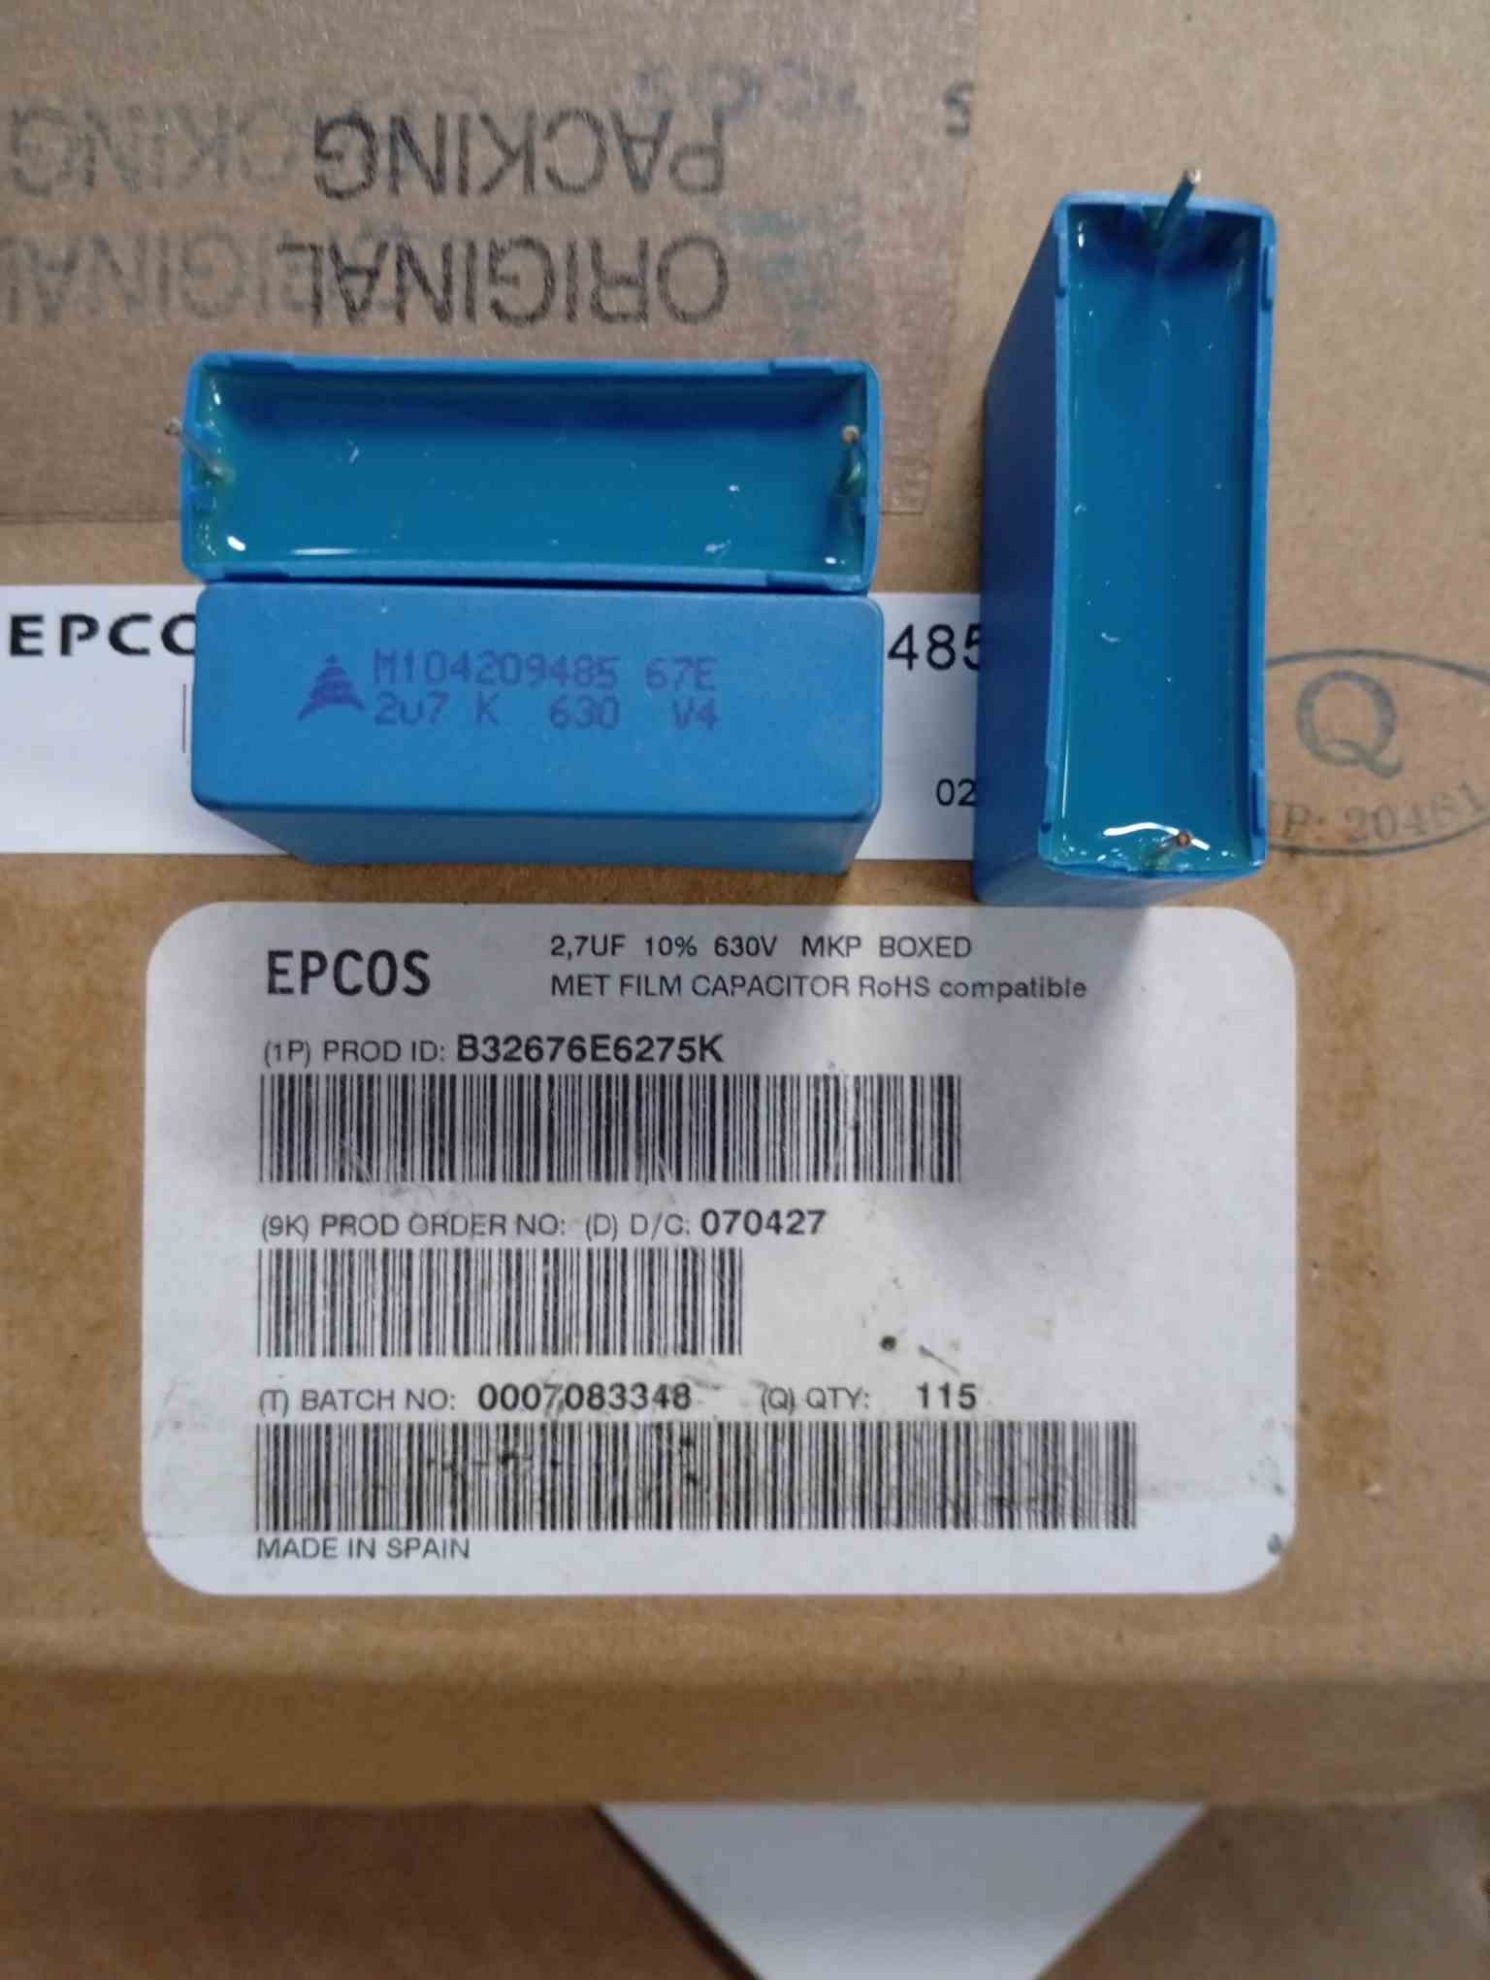 ORIGINAL
PACKING
EPCO
485
02
Q
P: 20461
M104209485 67E
2u7 K 630 V4
EPCOS
2,7UF 10% 630V MKP BOXED
MET FILM CAPACITOR RoHS compatible
(1P) PROD ID: B32676E6275K
(9K) PROD ORDER NO: (D) D/C: 070427
(T) BATCH NO: 0007083348 (Q) QTY: 115
MADE IN SPAIN